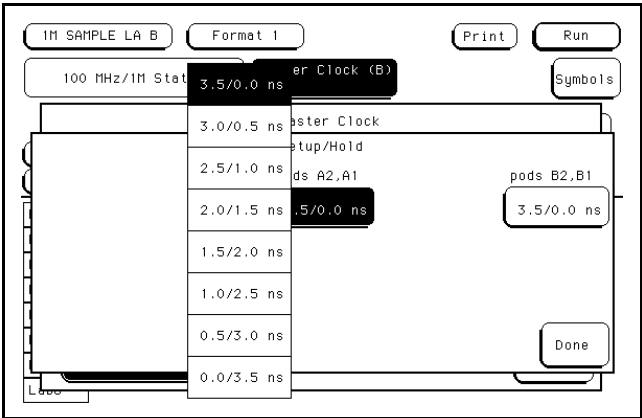 1M SAMPLE LA B Format 1 Print Run
100 MHz/1M Stat er Clock (B) Symbols
3.5/0.0 ns
3.0/0.5 ns aster Clock
etup/Hold
2.5/1.0 ns ds A2,A1 pods B2,B1
2.0/1.5 ns .5/0.0 ns 3.5/0.0 ns
1.5/2.0 ns
1.0/2.5 ns
0.5/3.0 ns Done
0.0/3.5 ns